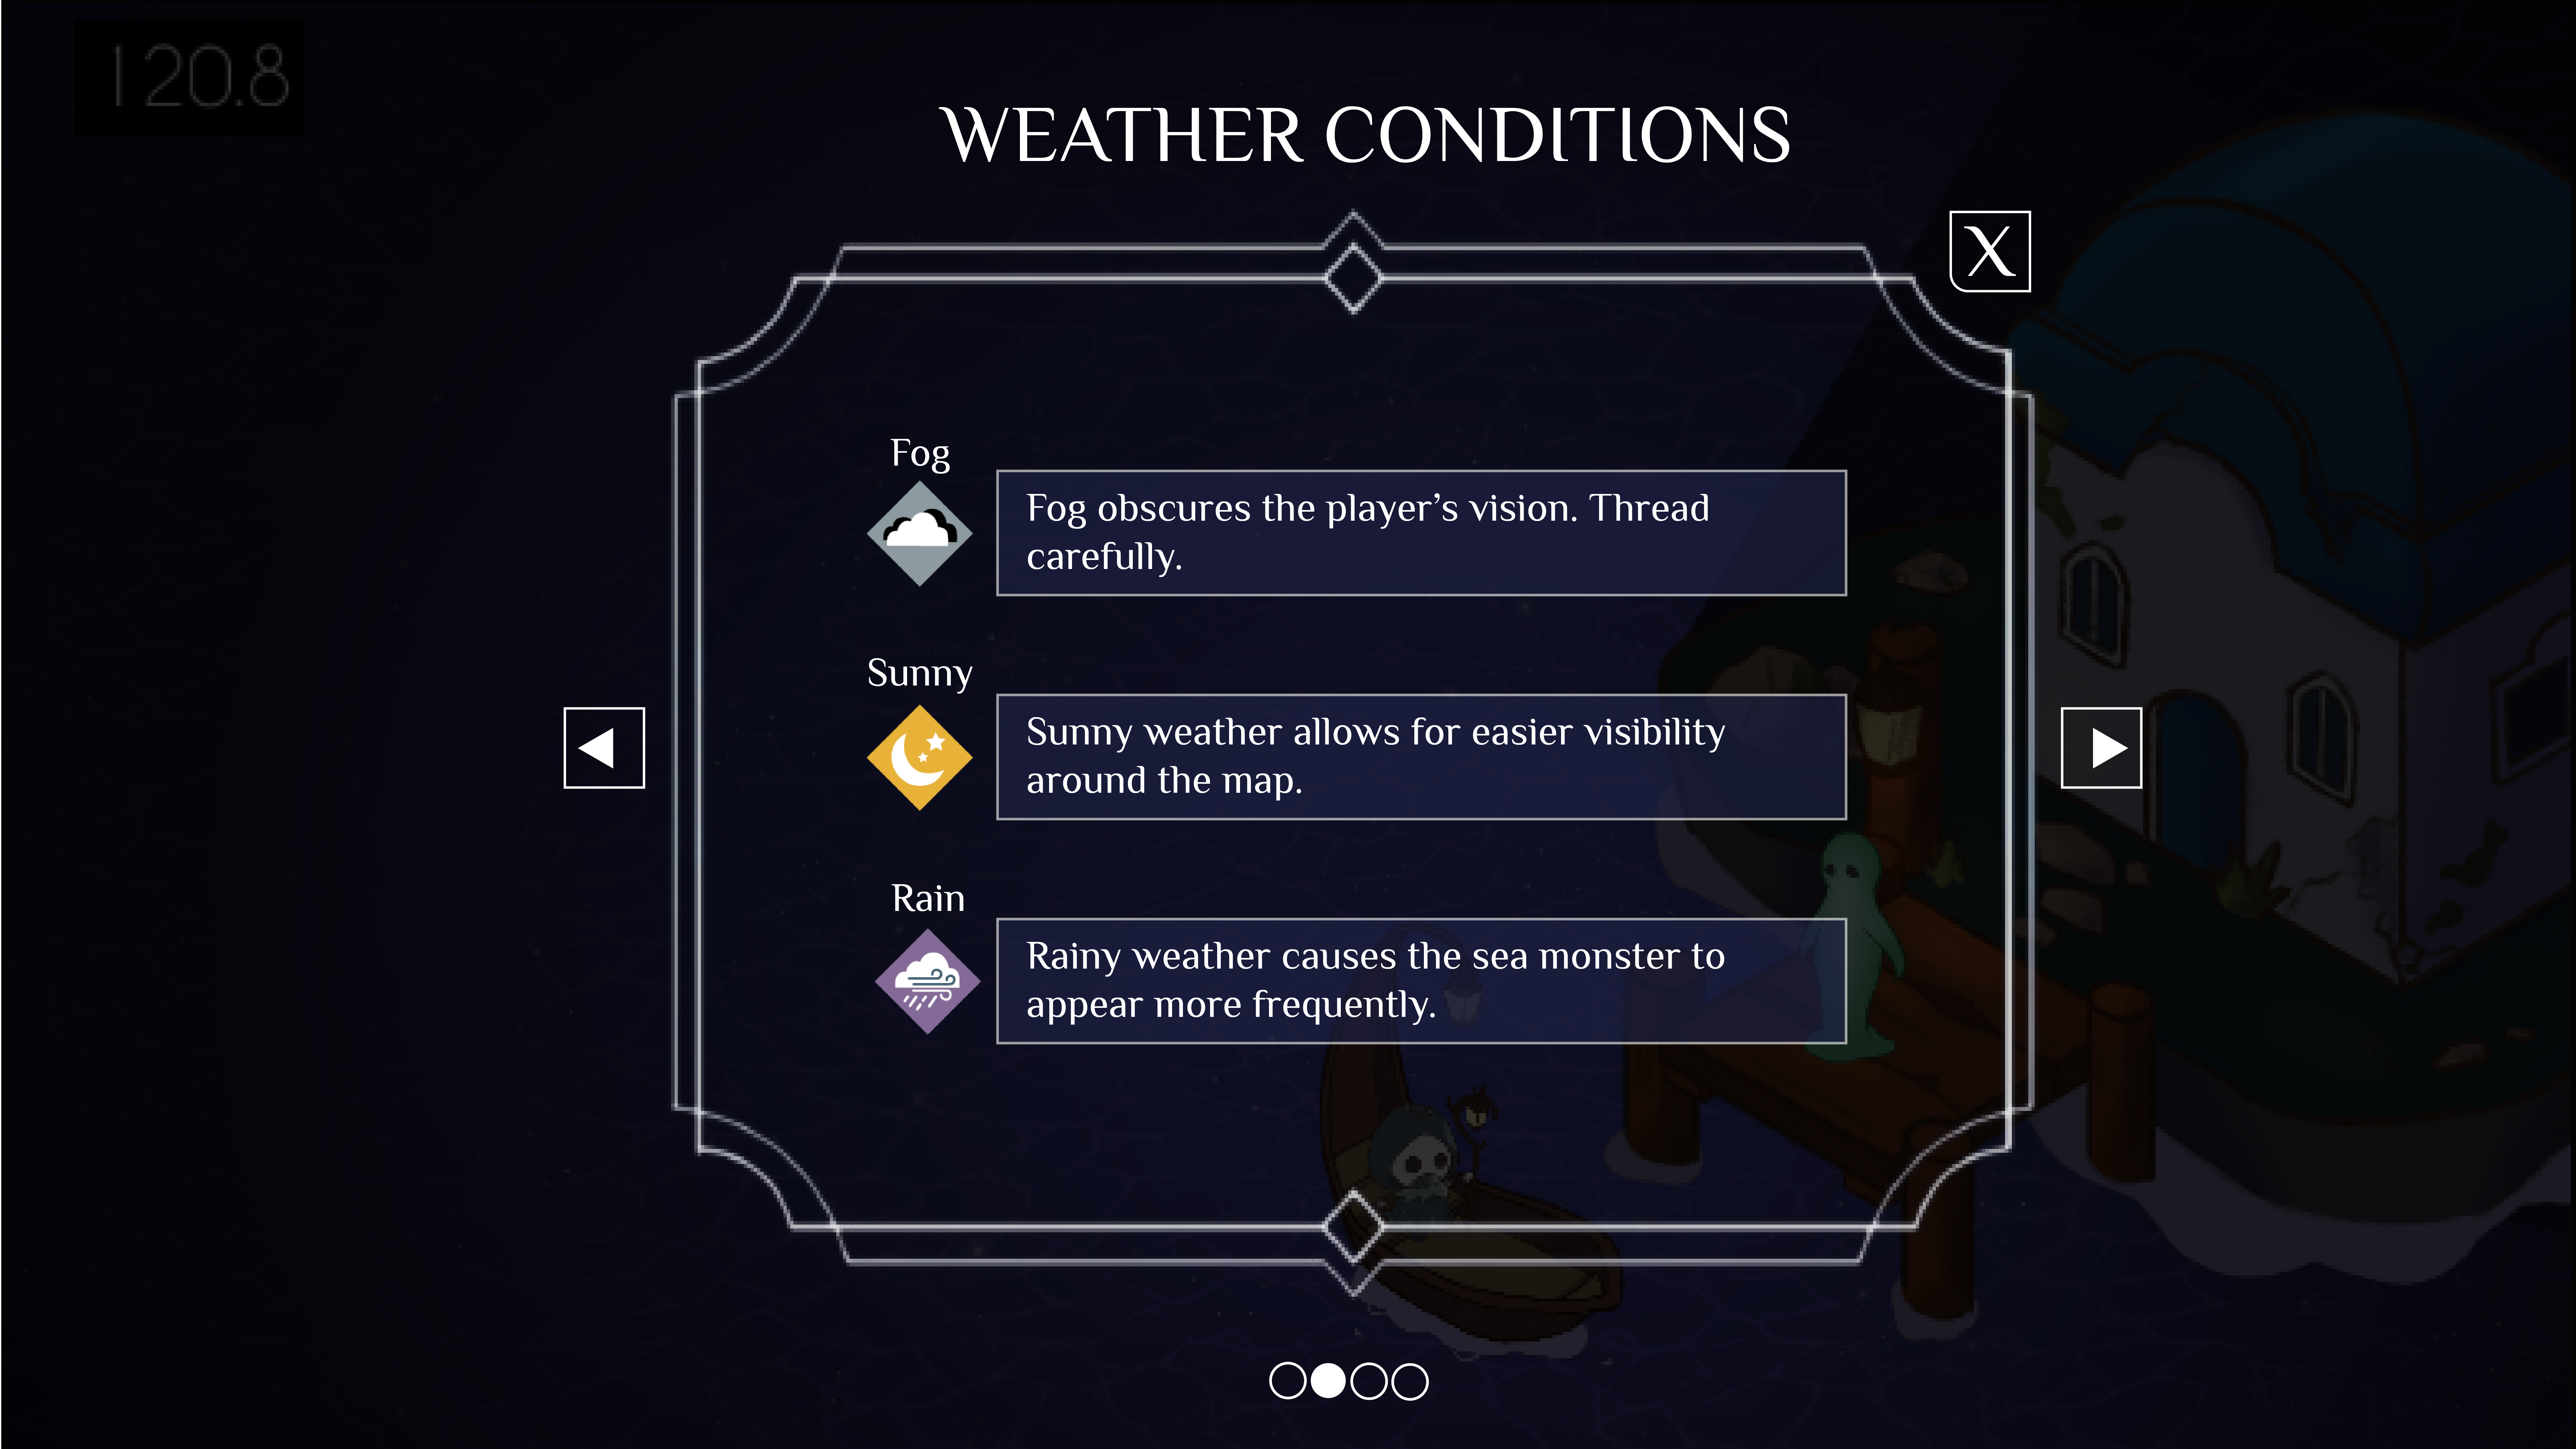 120.8
WEATHER CONDITIONS
X
Fog
Fog obscures the player’s vision. Thread
carefully.
Sunny
Sunny weather allows for easier visibility
around the map.
Rain
Rainy weather causes the sea monster to
appear more frequently.